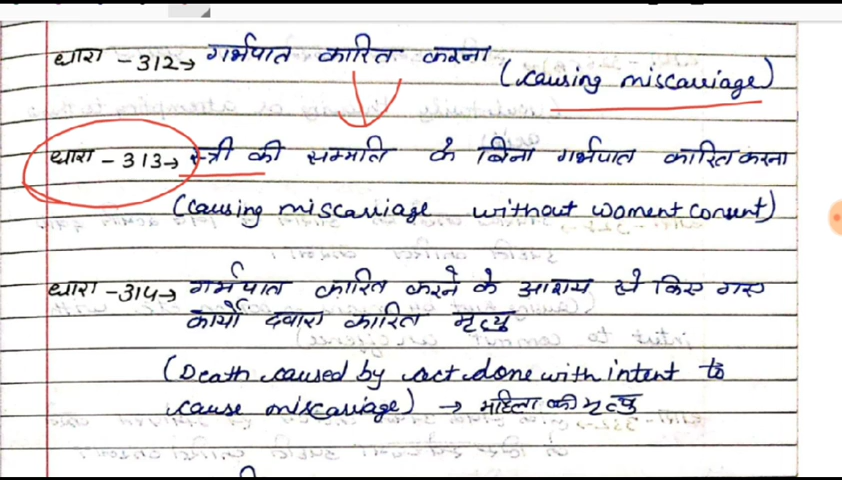 धारा - 312→ गर्भपात कारित करना
(causing miscarriage)
धारा - 313→ स्त्री की सम्मति के बिना गर्भपात कारित करना
(causing miscarriage without woment consent)
धारा - 314→ गर्भपात कारित करने के आशय से किए गए
कार्यो द्वारा कारित मृत्यु
(Death caused by act done with intent to
cause miscarriage) → महिला की मृत्यु